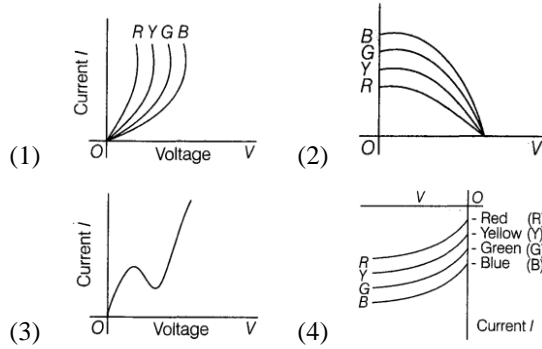 R Y G B
Current I
(1)
O Voltage V
B
G
Y
R
(2)
O V
Current I
(3)
O Voltage V
V O
- Red (R)
- Yellow (Y)
- Green (G)
- Blue (B)
R
Y
G
B
(4)
Current I